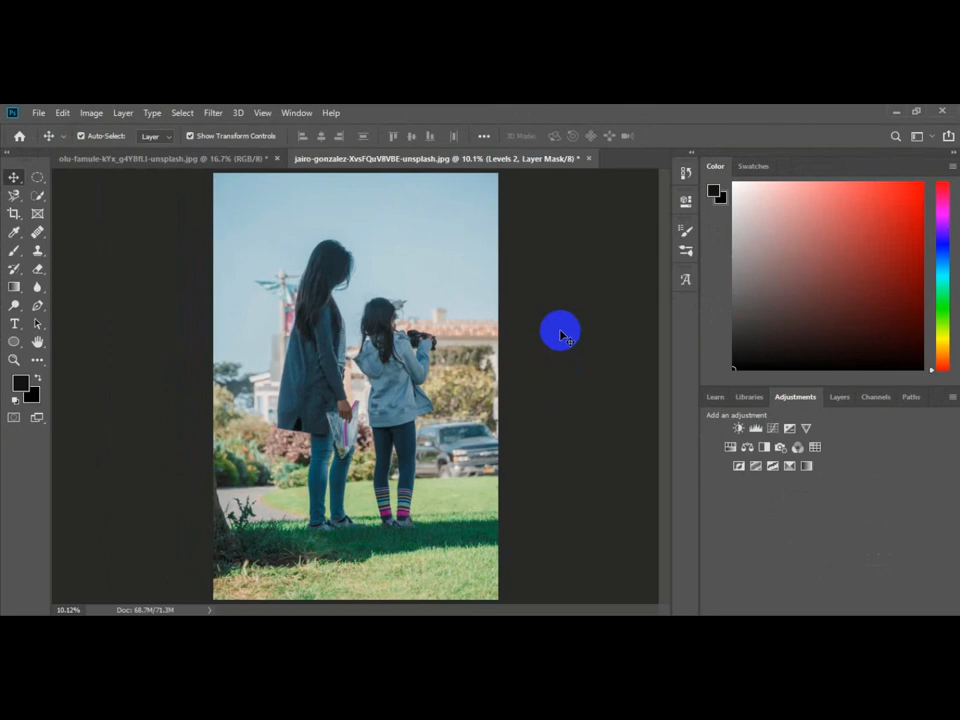 Ps File Edit Image Layer Type Select Filter 3D View Window Help
Auto-Select: Layer Show Transform Controls 3D Mode:
olu-famule-kYx_g4YBfLI-unsplash.jpg @ 16.7% (RGB/8) * × jairo-gonzalez-XvsFQuV8VBE-unsplash.jpg @ 10.1% (Levels 2, Layer Mask/8) * ×
Color Swatches
Learn Libraries Adjustments Layers Channels Paths
Add an adjustment
10.12% Doc: 68.7M/71.3M